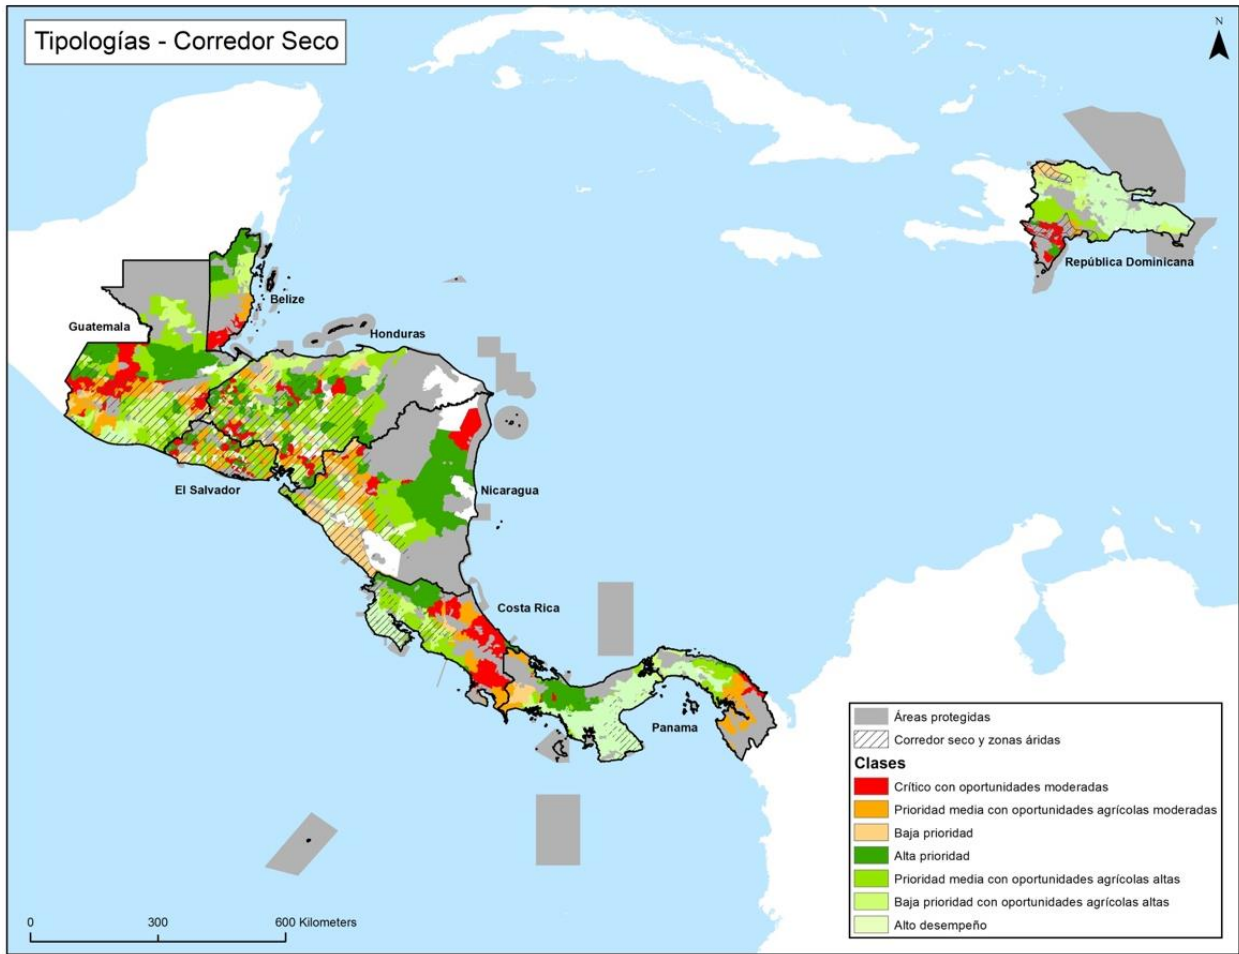 Tipologías - Corredor Seco
N
República Dominicana
Belize
Guatemala
Honduras
El Salvador
Nicaragua
Costa Rica
Panama
Áreas protegidas
Corredor seco y zonas áridas
Clases
Crítico con oportunidades moderadas
Prioridad media con oportunidades agrícolas moderadas
Baja prioridad
Alta prioridad
Prioridad media con oportunidades agrícolas altas
Baja prioridad con oportunidades agrícolas altas
Alto desempeño
0 300 600 Kilometers